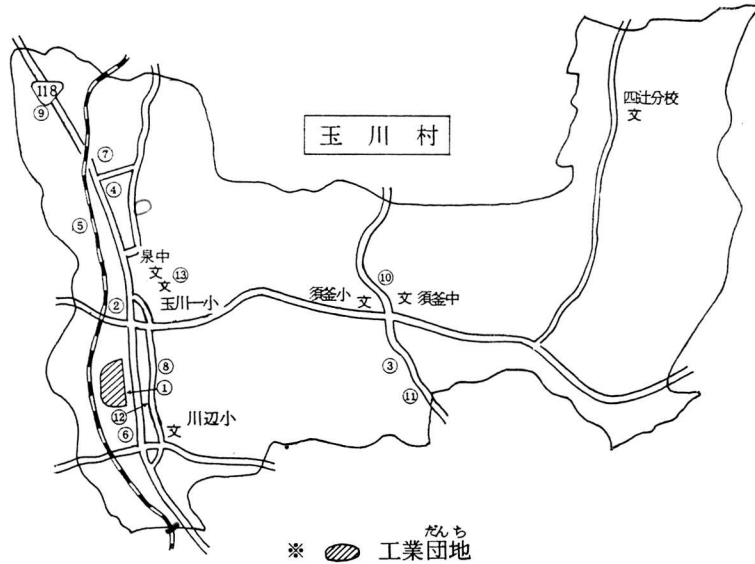 118
⑨
四辻分校
文
玉川村
⑦
④
⑤
泉中
文
⑬
文
玉川一小
⑩
②
須釜小
文
文
須釜中
⑧
③
①
⑪
⑫
川辺小
⑥
文
だんち
※ 工業団地